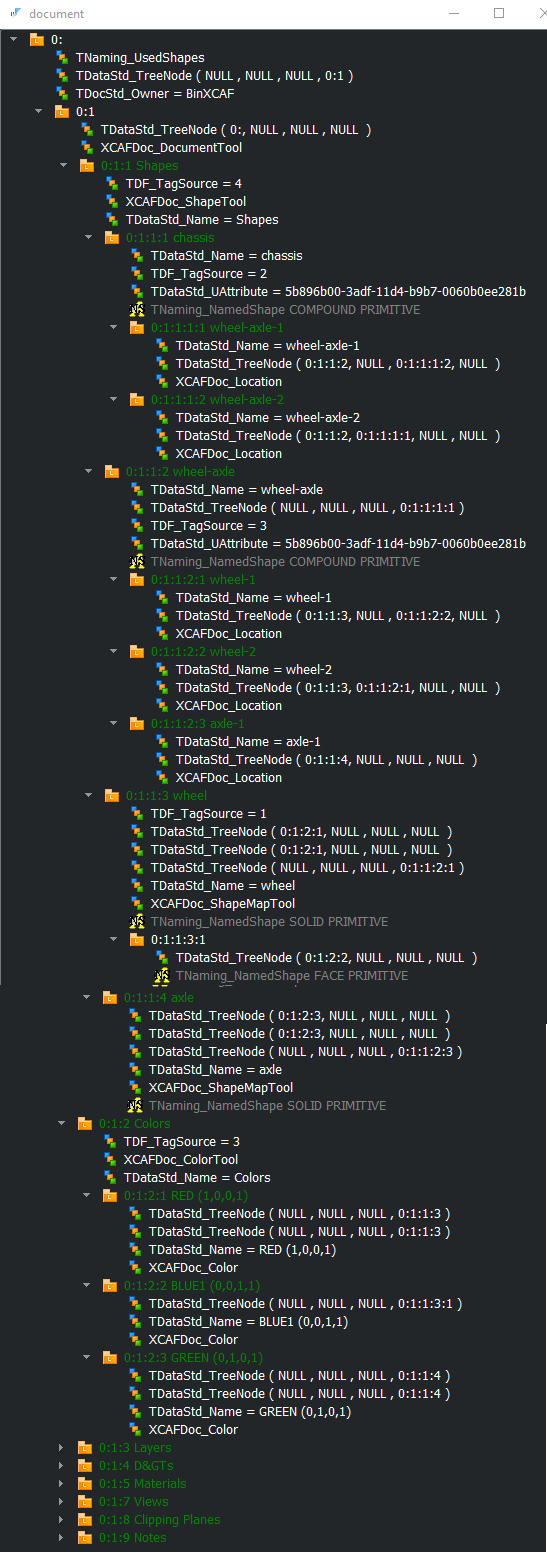 document
0:
TNaming_UsedShapes
TDataStd_TreeNode ( NULL , NULL , NULL , 0:1 )
TDocStd_Owner = BinXCAF
0:1
TDataStd_TreeNode ( 0:, NULL , NULL , NULL )
XCAFDoc_DocumentTool
0:1:1 Shapes
TDF_TagSource = 4
XCAFDoc_ShapeTool
TDataStd_Name = Shapes
0:1:1:1 chassis
TDataStd_Name = chassis
TDF_TagSource = 2
TDataStd_UAttribute = 5b896b00-3adf-11d4-b9b7-0060b0ee281b
NS TNaming_NamedShape COMPOUND PRIMITIVE
0:1:1:1:1 wheel-axle-1
TDataStd_Name = wheel-axle-1
TDataStd_TreeNode ( 0:1:1:2, NULL , 0:1:1:1:2, NULL )
XCAFDoc_Location
0:1:1:1:2 wheel-axle-2
TDataStd_Name = wheel-axle-2
TDataStd_TreeNode ( 0:1:1:2, 0:1:1:1:1, NULL , NULL )
XCAFDoc_Location
0:1:1:2 wheel-axle
TDataStd_Name = wheel-axle
TDataStd_TreeNode ( NULL , NULL , NULL , 0:1:1:1:1 )
TDF_TagSource = 3
TDataStd_UAttribute = 5b896b00-3adf-11d4-b9b7-0060b0ee281b
NS TNaming_NamedShape COMPOUND PRIMITIVE
0:1:1:2:1 wheel-1
TDataStd_Name = wheel-1
TDataStd_TreeNode ( 0:1:1:3, NULL , 0:1:1:2:2, NULL )
XCAFDoc_Location
0:1:1:2:2 wheel-2
TDataStd_Name = wheel-2
TDataStd_TreeNode ( 0:1:1:3, 0:1:1:2:1, NULL , NULL )
XCAFDoc_Location
0:1:1:2:3 axle-1
TDataStd_Name = axle-1
TDataStd_TreeNode ( 0:1:1:4, NULL , NULL , NULL )
XCAFDoc_Location
0:1:1:3 wheel
TDF_TagSource = 1
TDataStd_TreeNode ( 0:1:2:1, NULL , NULL , NULL )
TDataStd_TreeNode ( 0:1:2:1, NULL , NULL , NULL )
TDataStd_TreeNode ( NULL , NULL , NULL , 0:1:1:2:1 )
TDataStd_Name = wheel
XCAFDoc_ShapeMapTool
NS TNaming_NamedShape SOLID PRIMITIVE
0:1:1:3:1
TDataStd_TreeNode ( 0:1:2:2, NULL , NULL , NULL )
NS TNaming_NamedShape FACE PRIMITIVE
0:1:1:4 axle
TDataStd_TreeNode ( 0:1:2:3, NULL , NULL , NULL )
TDataStd_TreeNode ( 0:1:2:3, NULL , NULL , NULL )
TDataStd_TreeNode ( NULL , NULL , NULL , 0:1:1:2:3 )
TDataStd_Name = axle
XCAFDoc_ShapeMapTool
NS TNaming_NamedShape SOLID PRIMITIVE
0:1:2 Colors
TDF_TagSource = 3
XCAFDoc_ColorTool
TDataStd_Name = Colors
0:1:2:1 RED (1,0,0,1)
TDataStd_TreeNode ( NULL , NULL , NULL , 0:1:1:3 )
TDataStd_TreeNode ( NULL , NULL , NULL , 0:1:1:3 )
TDataStd_Name = RED (1,0,0,1)
XCAFDoc_Color
0:1:2:2 BLUE1 (0,0,1,1)
TDataStd_TreeNode ( NULL , NULL , NULL , 0:1:1:3:1 )
TDataStd_Name = BLUE1 (0,0,1,1)
XCAFDoc_Color
0:1:2:3 GREEN (0,1,0,1)
TDataStd_TreeNode ( NULL , NULL , NULL , 0:1:1:4 )
TDataStd_TreeNode ( NULL , NULL , NULL , 0:1:1:4 )
TDataStd_Name = GREEN (0,1,0,1)
XCAFDoc_Color
0:1:3 Layers
0:1:4 D&GTs
0:1:5 Materials
0:1:7 Views
0:1:8 Clipping Planes
0:1:9 Notes